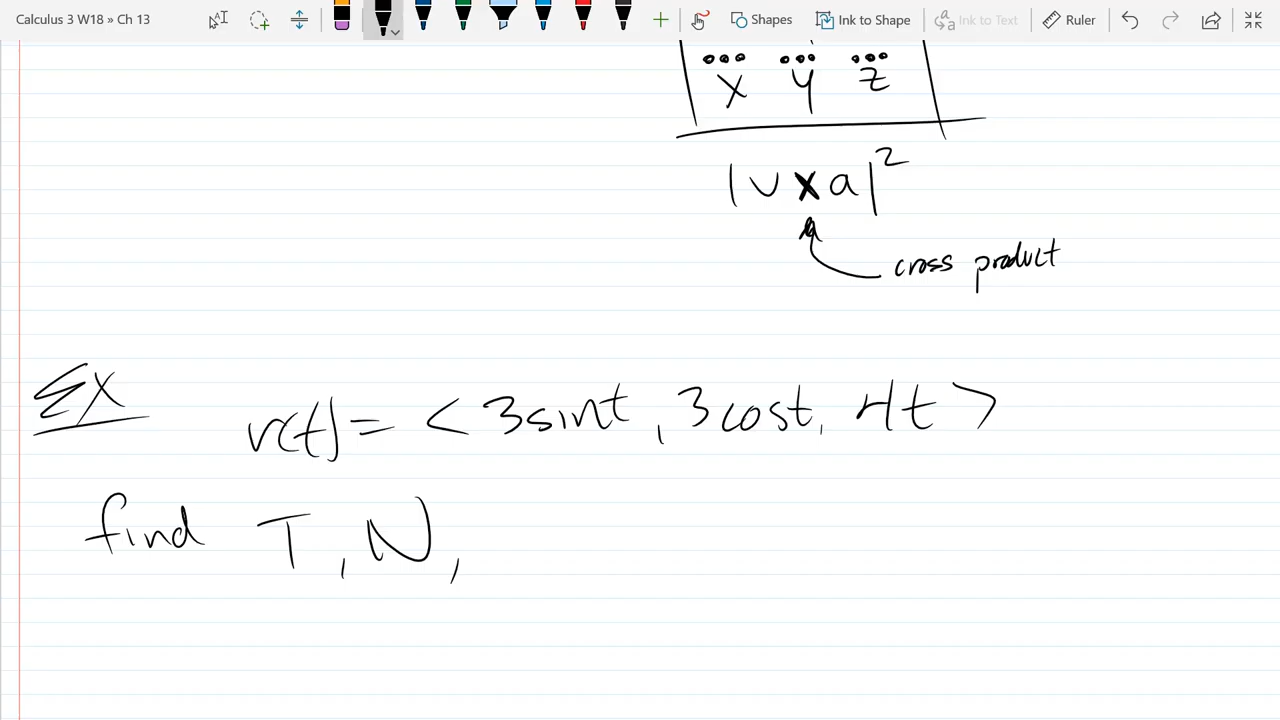 Calculus 3 W18 » Ch 13
Shapes
Ink to Shape
Ink to Text
Ruler
x y z
|v x a|²
cross product
Ex r(t) = < 3sint, 3cost, 4t >
find T, N,